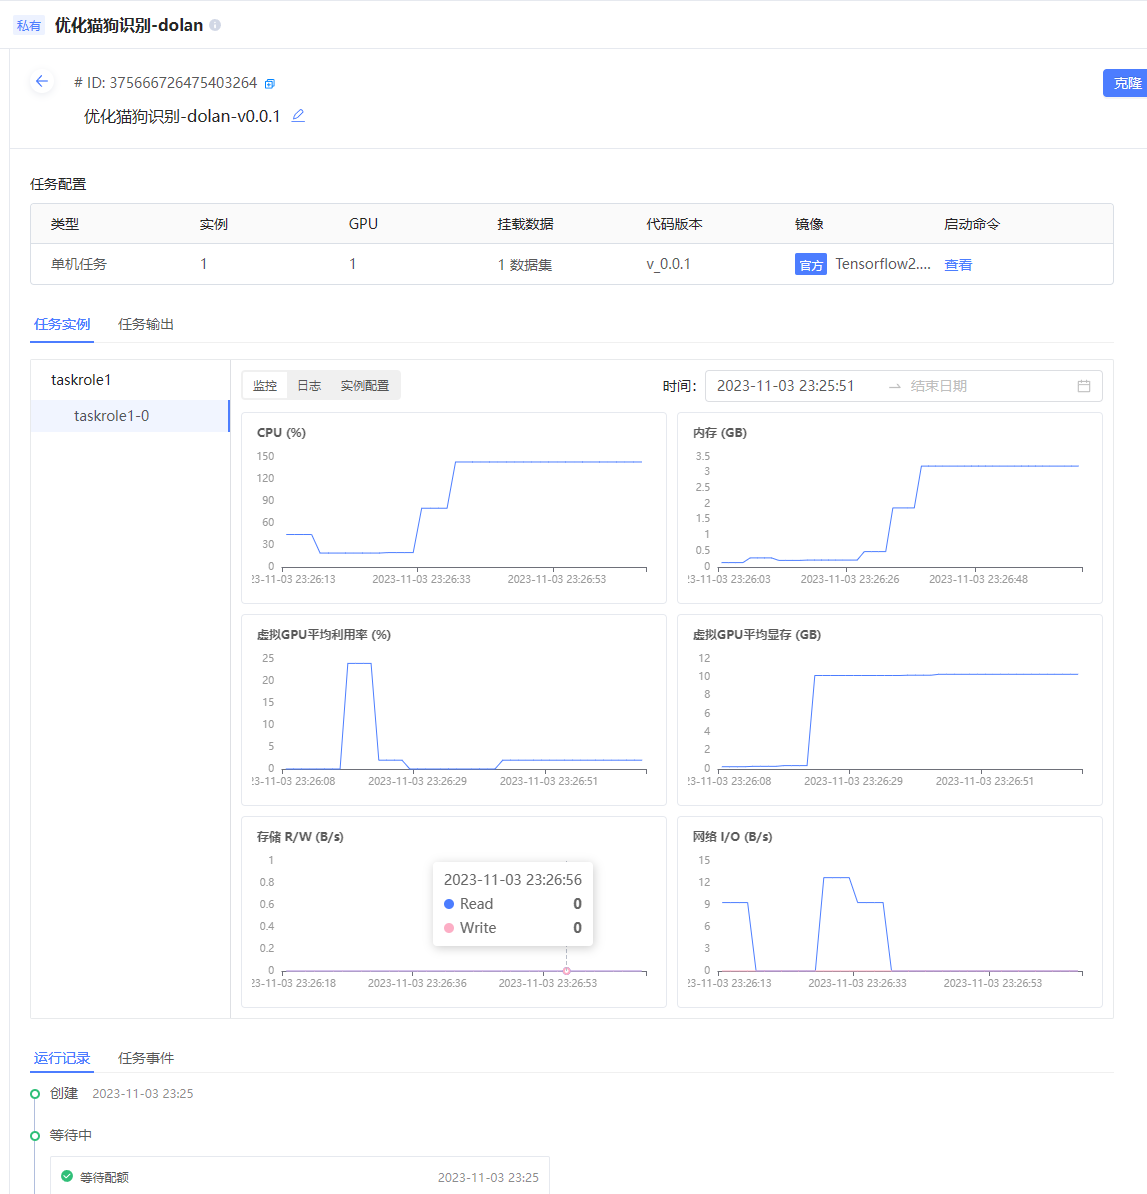 私有 优化猫狗识别-dolan
# ID: 375666726475403264
克隆
优化猫狗识别-dolan-v0.0.1
任务配置
类型 实例 GPU 挂载数据 代码版本 镜像 启动命令
单机任务 1 1 1 数据集 v_0.0.1 官方 Tensorflow2.... 查看
任务实例 任务输出
taskrole1
taskrole1-0
监控 日志 实例配置
时间： 2023-11-03 23:25:51 → 结束日期
CPU (%)
150
120
90
60
30
0
23-11-03 23:26:13 2023-11-03 23:26:33 2023-11-03 23:26:53
内存 (GB)
3.5
3
2.5
2
1.5
1
0.5
0
23-11-03 23:26:03 2023-11-03 23:26:26 2023-11-03 23:26:48
虚拟GPU平均利用率 (%)
25
20
15
10
5
0
23-11-03 23:26:08 2023-11-03 23:26:29 2023-11-03 23:26:51
虚拟GPU平均显存 (GB)
12
10
8
6
4
2
0
23-11-03 23:26:08 2023-11-03 23:26:29 2023-11-03 23:26:51
存储 R/W (B/s)
1
0.8
0.6
0.4
0.2
0
2023-11-03 23:26:56
Read 0
Write 0
23-11-03 23:26:18 2023-11-03 23:26:36 2023-11-03 23:26:53
网络 I/O (B/s)
15
12
9
6
3
0
23-11-03 23:26:13 2023-11-03 23:26:33 2023-11-03 23:26:53
运行记录 任务事件
创建 2023-11-03 23:25
等待中
等待配额 2023-11-03 23:25